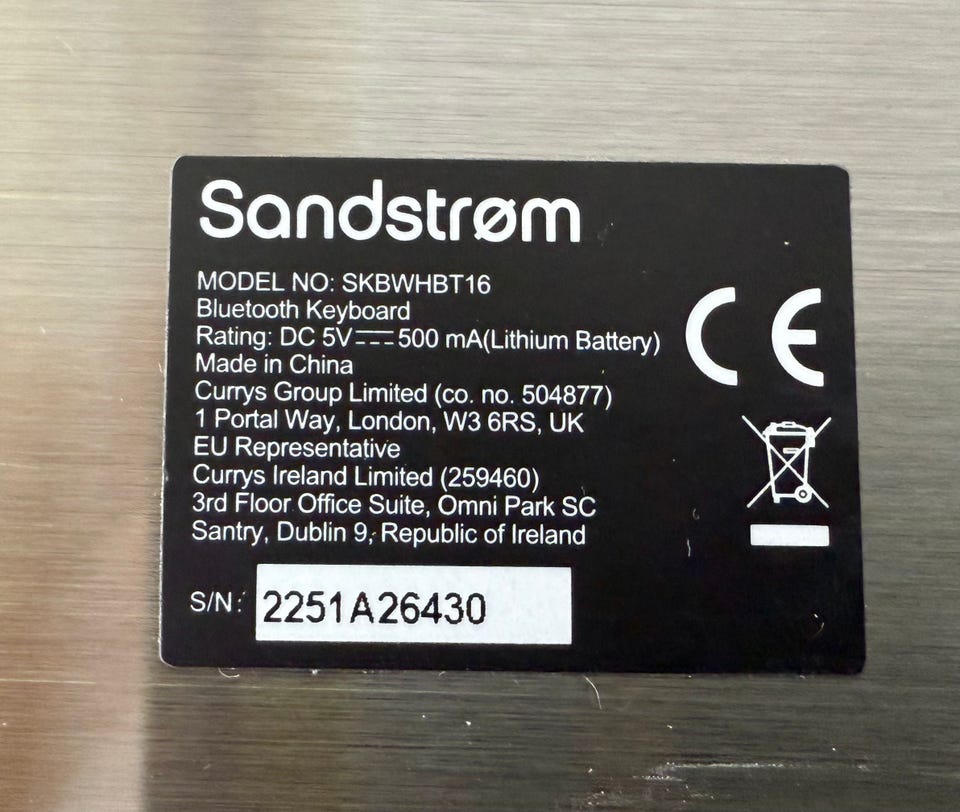 Sandstrøm
MODEL NO: SKBWHBT16
Bluetooth Keyboard
Rating: DC 5V⎓500 mA(Lithium Battery)
Made in China
Currys Group Limited (co. no. 504877)
1 Portal Way, London, W3 6RS, UK
EU Representative
Currys Ireland Limited (259460)
3rd Floor Office Suite, Omni Park SC
Santry, Dublin 9, Republic of Ireland
CE
S/N: 2251A26430